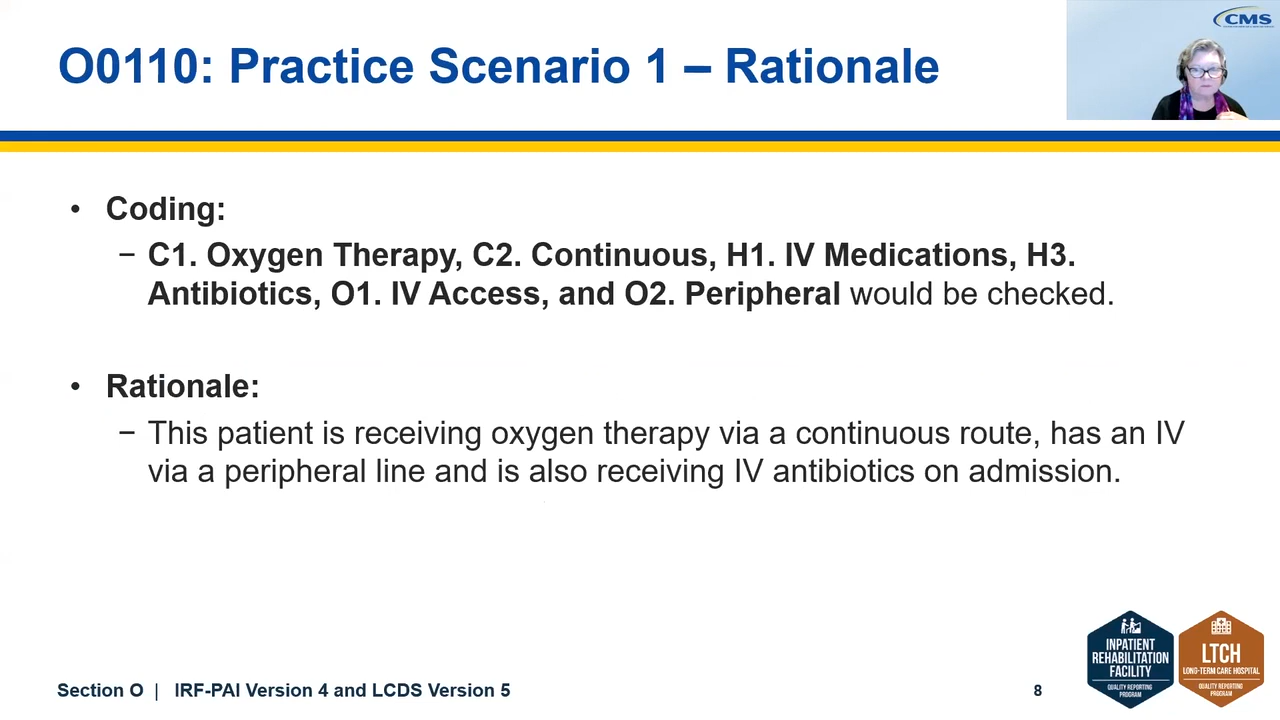 CMS
O0110: Practice Scenario 1 – Rationale
• Coding:
− C1. Oxygen Therapy, C2. Continuous, H1. IV Medications, H3.
Antibiotics, O1. IV Access, and O2. Peripheral would be checked.
• Rationale:
− This patient is receiving oxygen therapy via a continuous route, has an IV
via a peripheral line and is also receiving IV antibiotics on admission.
INPATIENT
REHABILITATION
FACILITY
QUALITY REPORTING
PROGRAM
LTCH
LONG-TERM CARE HOSPITAL
QUALITY REPORTING
PROGRAM
Section O | IRF-PAI Version 4 and LCDS Version 5
8